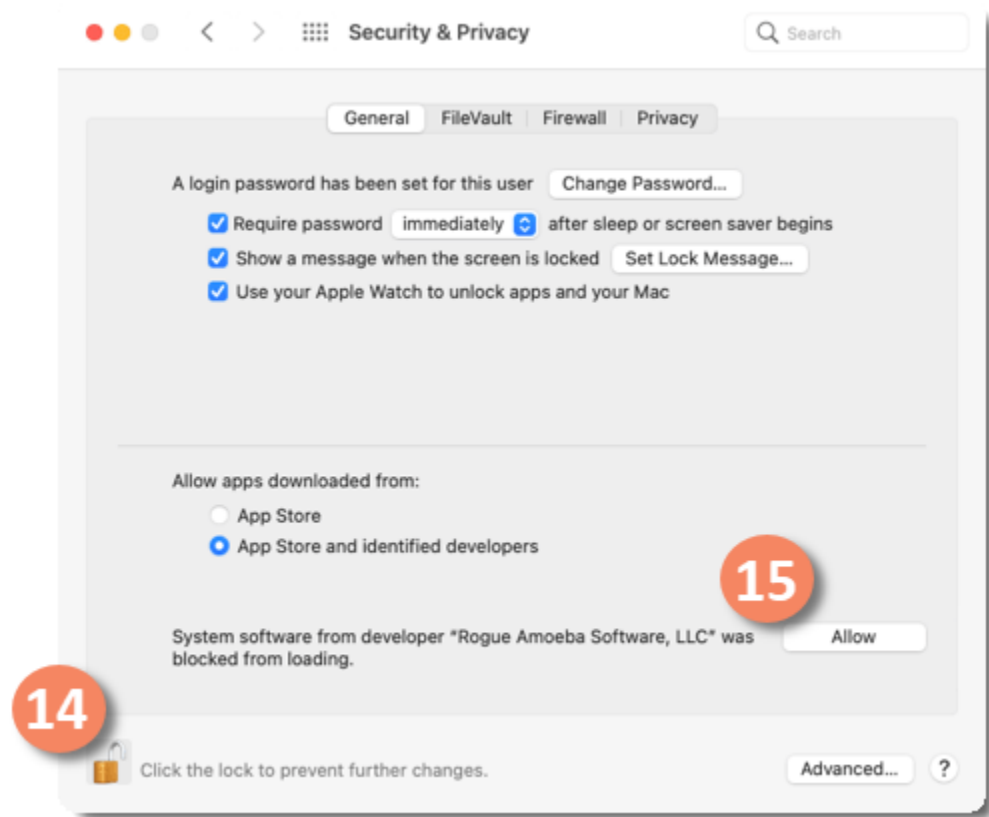 Security & Privacy
Search
General FileVault Firewall Privacy
A login password has been set for this user Change Password...
Require password immediately after sleep or screen saver begins
Show a message when the screen is locked Set Lock Message...
Use your Apple Watch to unlock apps and your Mac
Allow apps downloaded from:
App Store
App Store and identified developers
15
System software from developer "Rogue Amoeba Software, LLC" was Allow
blocked from loading.
14
Click the lock to prevent further changes. Advanced... ?